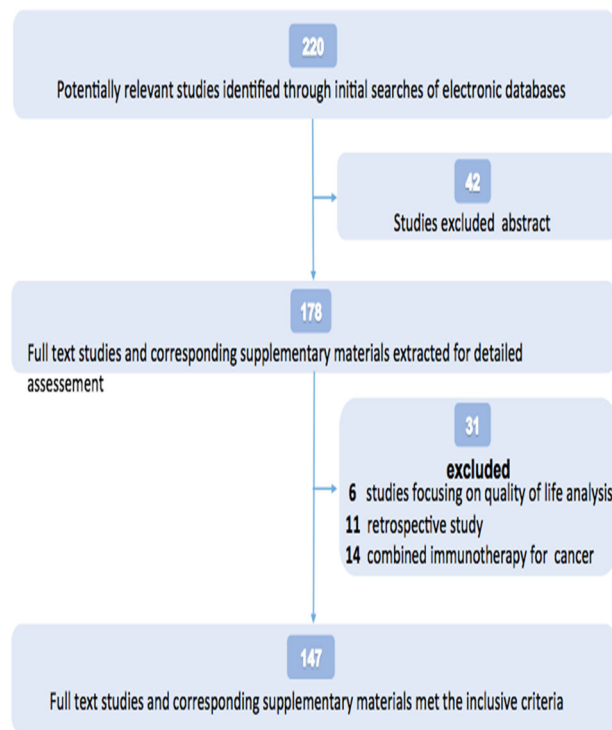 220
Potentially relevant studies identified through initial searches of electronic databases
42
Studies excluded abstract
178
Full text studies and corresponding supplementary materials extracted for detailed
assessement
31
excluded
6 studies focusing on quality of life analysis
11 retrospective study
14 combined immunotherapy for cancer
147
Full text studies and corresponding supplementary materials met the inclusive criteria